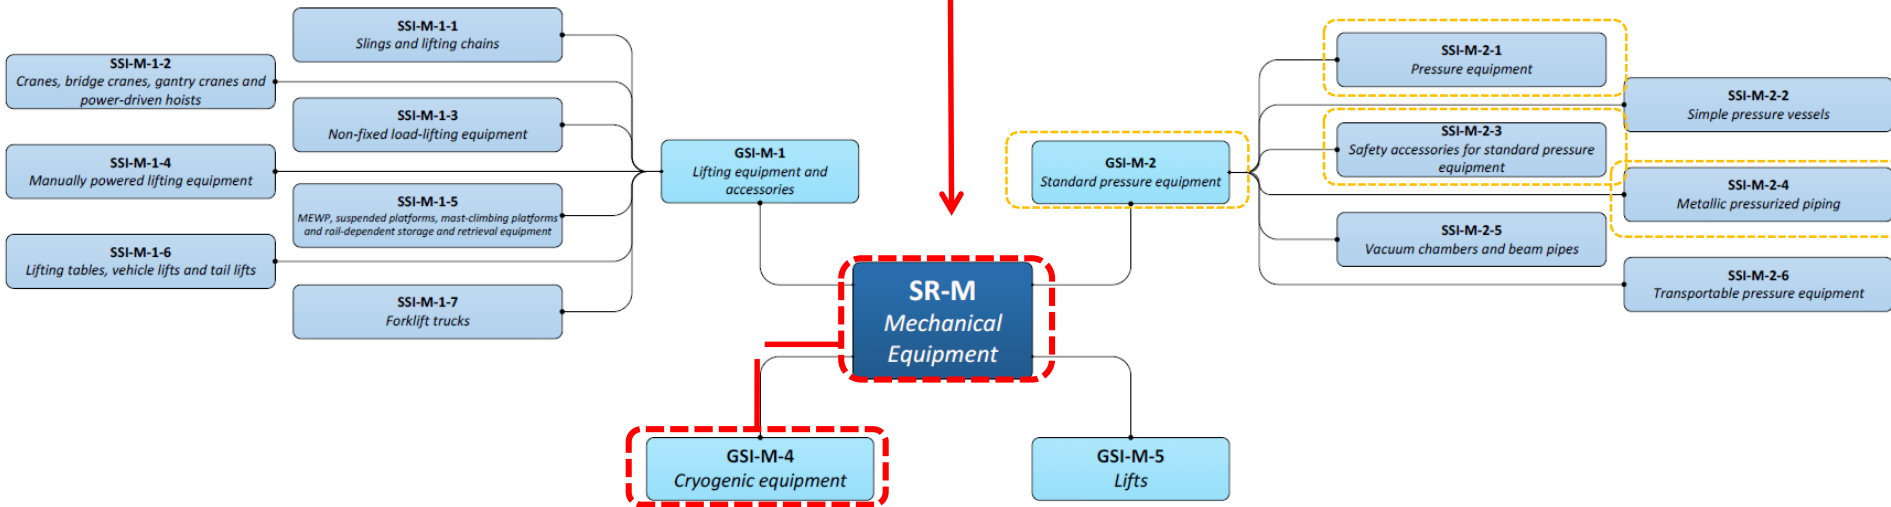 SSI-M-1-1
Slings and lifting chains
SSI-M-1-2
Cranes, bridge cranes, gantry cranes and
power-driven hoists
SSI-M-1-3
Non-fixed load-lifting equipment
SSI-M-1-4
Manually powered lifting equipment
SSI-M-1-5
MEWP, suspended platforms, mast-climbing platforms
and rail-dependent storage and retrieval equipment
SSI-M-1-6
Lifting tables, vehicle lifts and tail lifts
SSI-M-1-7
Forklift trucks
GSI-M-1
Lifting equipment and
accessories
GSI-M-2
Standard pressure equipment
SSI-M-2-1
Pressure equipment
SSI-M-2-2
Simple pressure vessels
SSI-M-2-3
Safety accessories for standard pressure
equipment
SSI-M-2-4
Metallic pressurized piping
SSI-M-2-5
Vacuum chambers and beam pipes
SSI-M-2-6
Transportable pressure equipment
SR-M
Mechanical
Equipment
GSI-M-4
Cryogenic equipment
GSI-M-5
Lifts